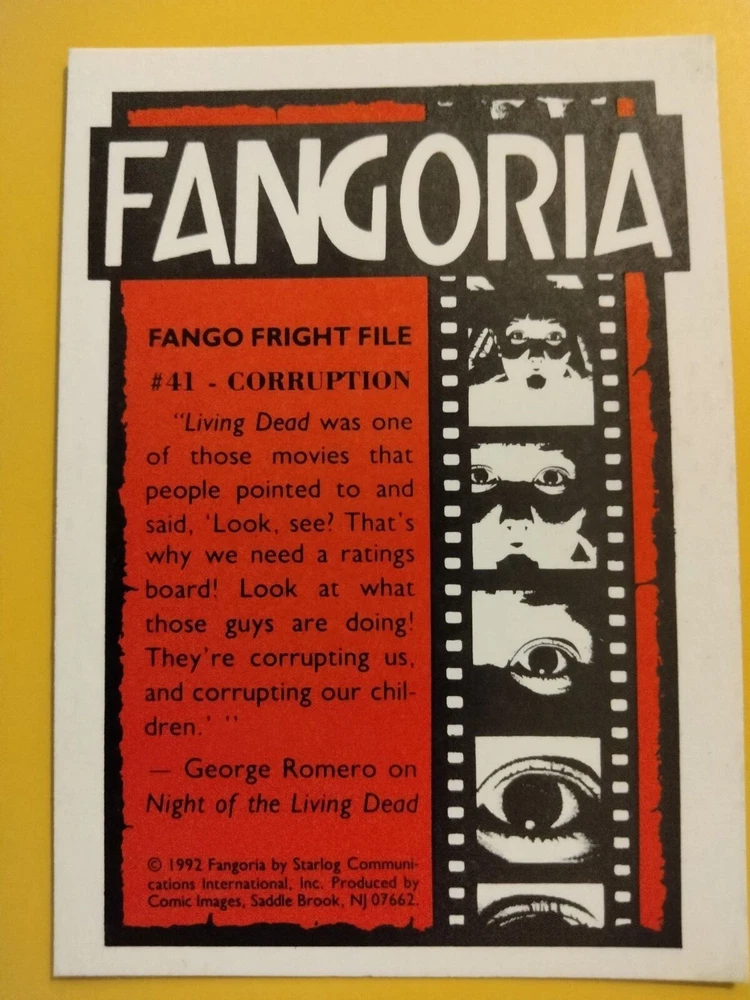 FANGORIA
FANGO FRIGHT FILE
#41 - CORRUPTION
"Living Dead was one
of those movies that
people pointed to and
said, 'Look, see? That's
why we need a ratings
board! Look at what
those guys are doing!
They're corrupting us,
and corrupting our chil-
dren.' "
— George Romero on
Night of the Living Dead
© 1992 Fangoria by Starlog Communi-
cations International, Inc. Produced by
Comic Images, Saddle Brook, NJ 07662.